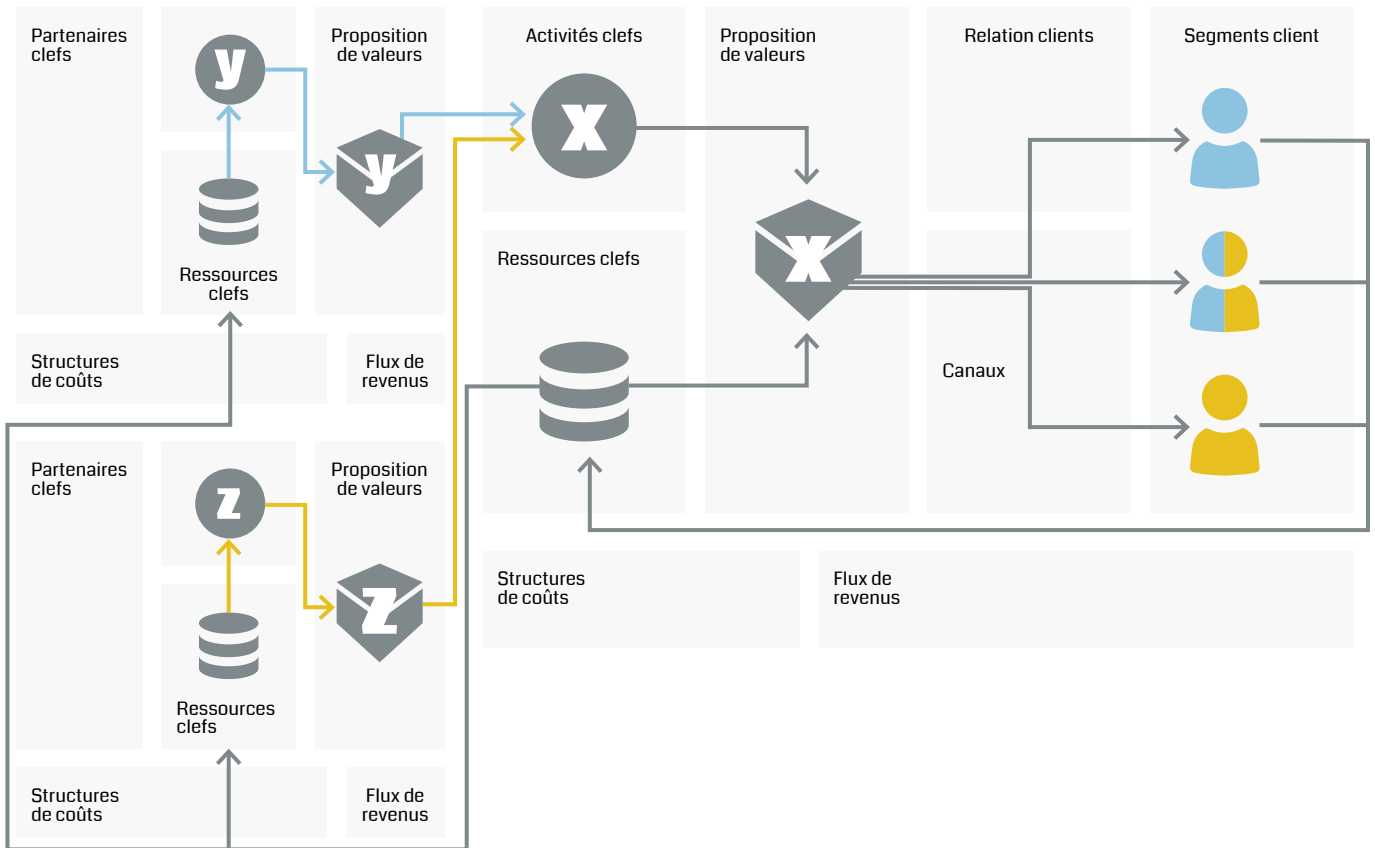 Partenaires
clefs
y
Proposition
de valeurs
y
Ressources
clefs
Structures
de coûts
Flux de
revenus
Partenaires
clefs
z
Proposition
de valeurs
z
Ressources
clefs
Structures
de coûts
Flux de
revenus
Activités clefs
x
Ressources clefs
Proposition
de valeurs
x
Relation clients
Canaux
Segments client
Structures
de coûts
Flux de
revenus